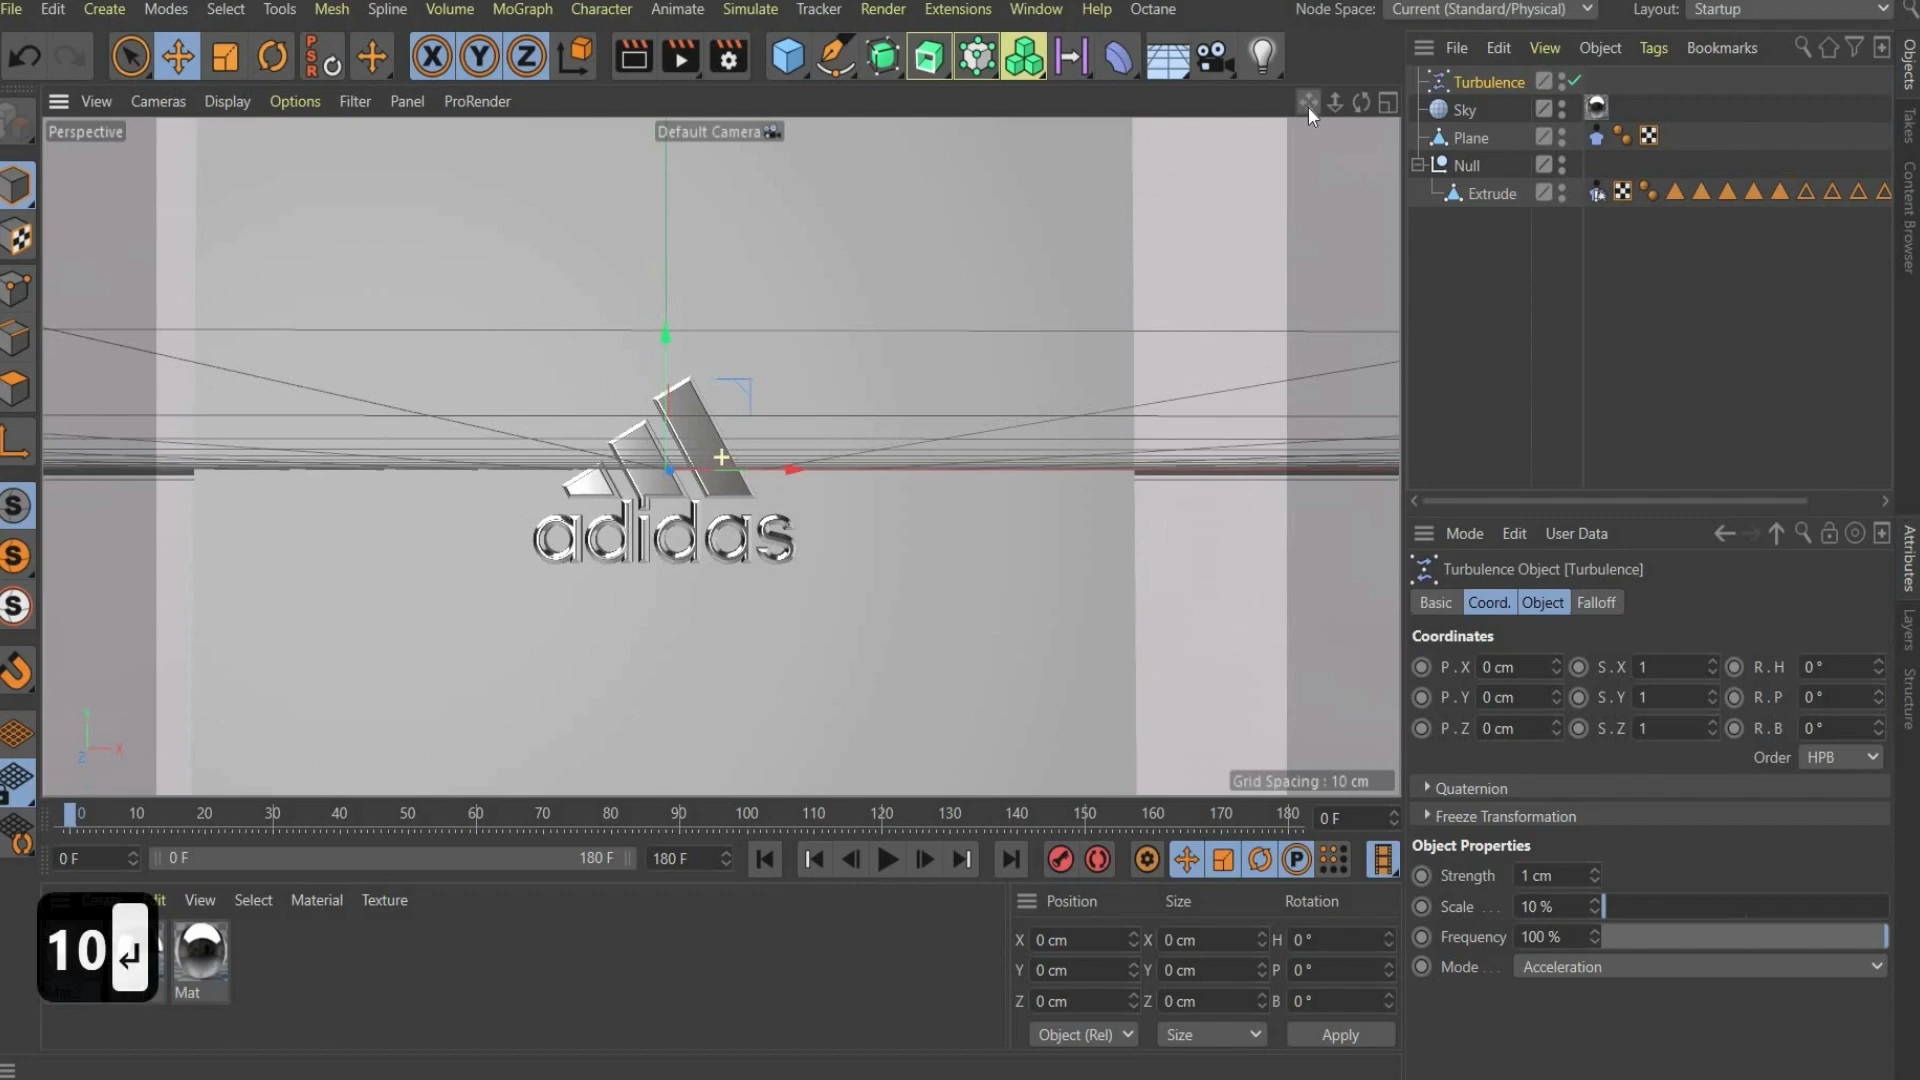 File Edit Create Modes Select Tools Mesh Spline Volume MoGraph Character Animate Simulate Tracker Render Extensions Window Help Octane Node Space: Current (Standard/Physical) Layout: Startup
P S R X Y Z
File Edit View Object Tags Bookmarks
View Cameras Display Options Filter Panel ProRender
Perspective
Default Camera
Turbulence
Sky
Plane
Null
Extrude
Objects
Takes
Content Browser
adidas
Y
X
Z
Grid Spacing : 10 cm
S
S
S
Mode Edit User Data
Turbulence Object [Turbulence]
Basic Coord. Object Falloff
Coordinates
P . X 0 cm S . X 1 R . H 0 °
P . Y 0 cm S . Y 1 R . P 0 °
P . Z 0 cm S . Z 1 R . B 0 °
Order HPB
Quaternion
Freeze Transformation
Object Properties
Strength 1 cm
Scale . . . 10 %
Frequency 100 %
Mode . . . Acceleration
Attributes
Layers
Structure
0 10 20 30 40 50 60 70 80 90 100 110 120 130 140 150 160 170 180 0 F
0 F 0 F 180 F 180 F P
View Select Material Texture
10
Mat
Position Size Rotation
X 0 cm X 0 cm H 0 °
Y 0 cm Y 0 cm P 0 °
Z 0 cm Z 0 cm B 0 °
Object (Rel) Size Apply